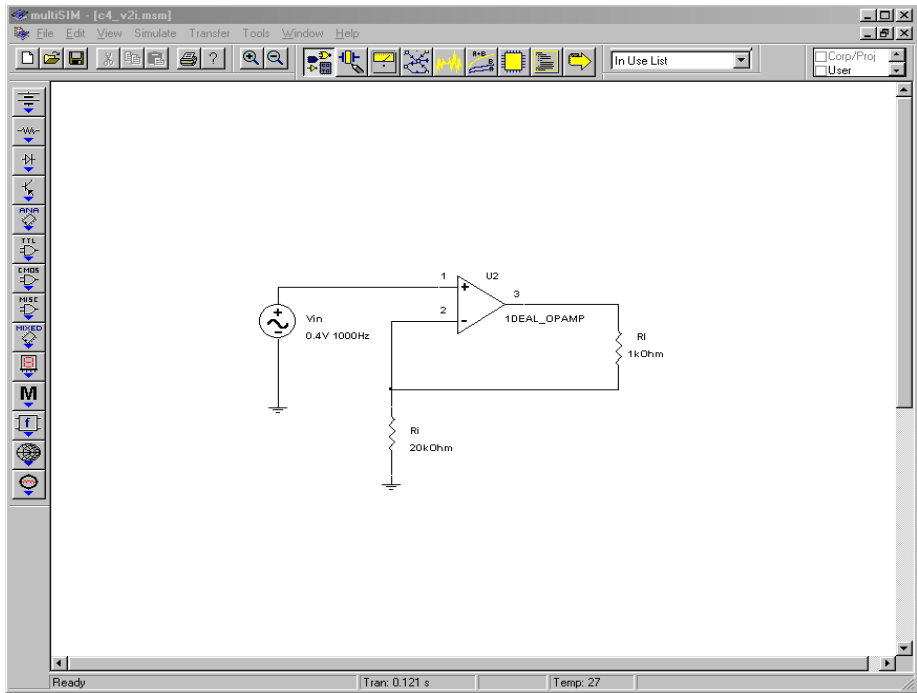 multiSIM - [c4_v2i.msm]
File Edit View Simulate Transfer Tools Window Help
In Use List
Corp/Proj
User
ANA
TTL
CMOS
MISC
MIXED
M
f
1
U2
3
2
1DEAL_OPAMP
Vin
0.4V 1000Hz
Rl
1kOhm
Ri
20kOhm
Ready
Tran: 0.121 s
Temp: 27